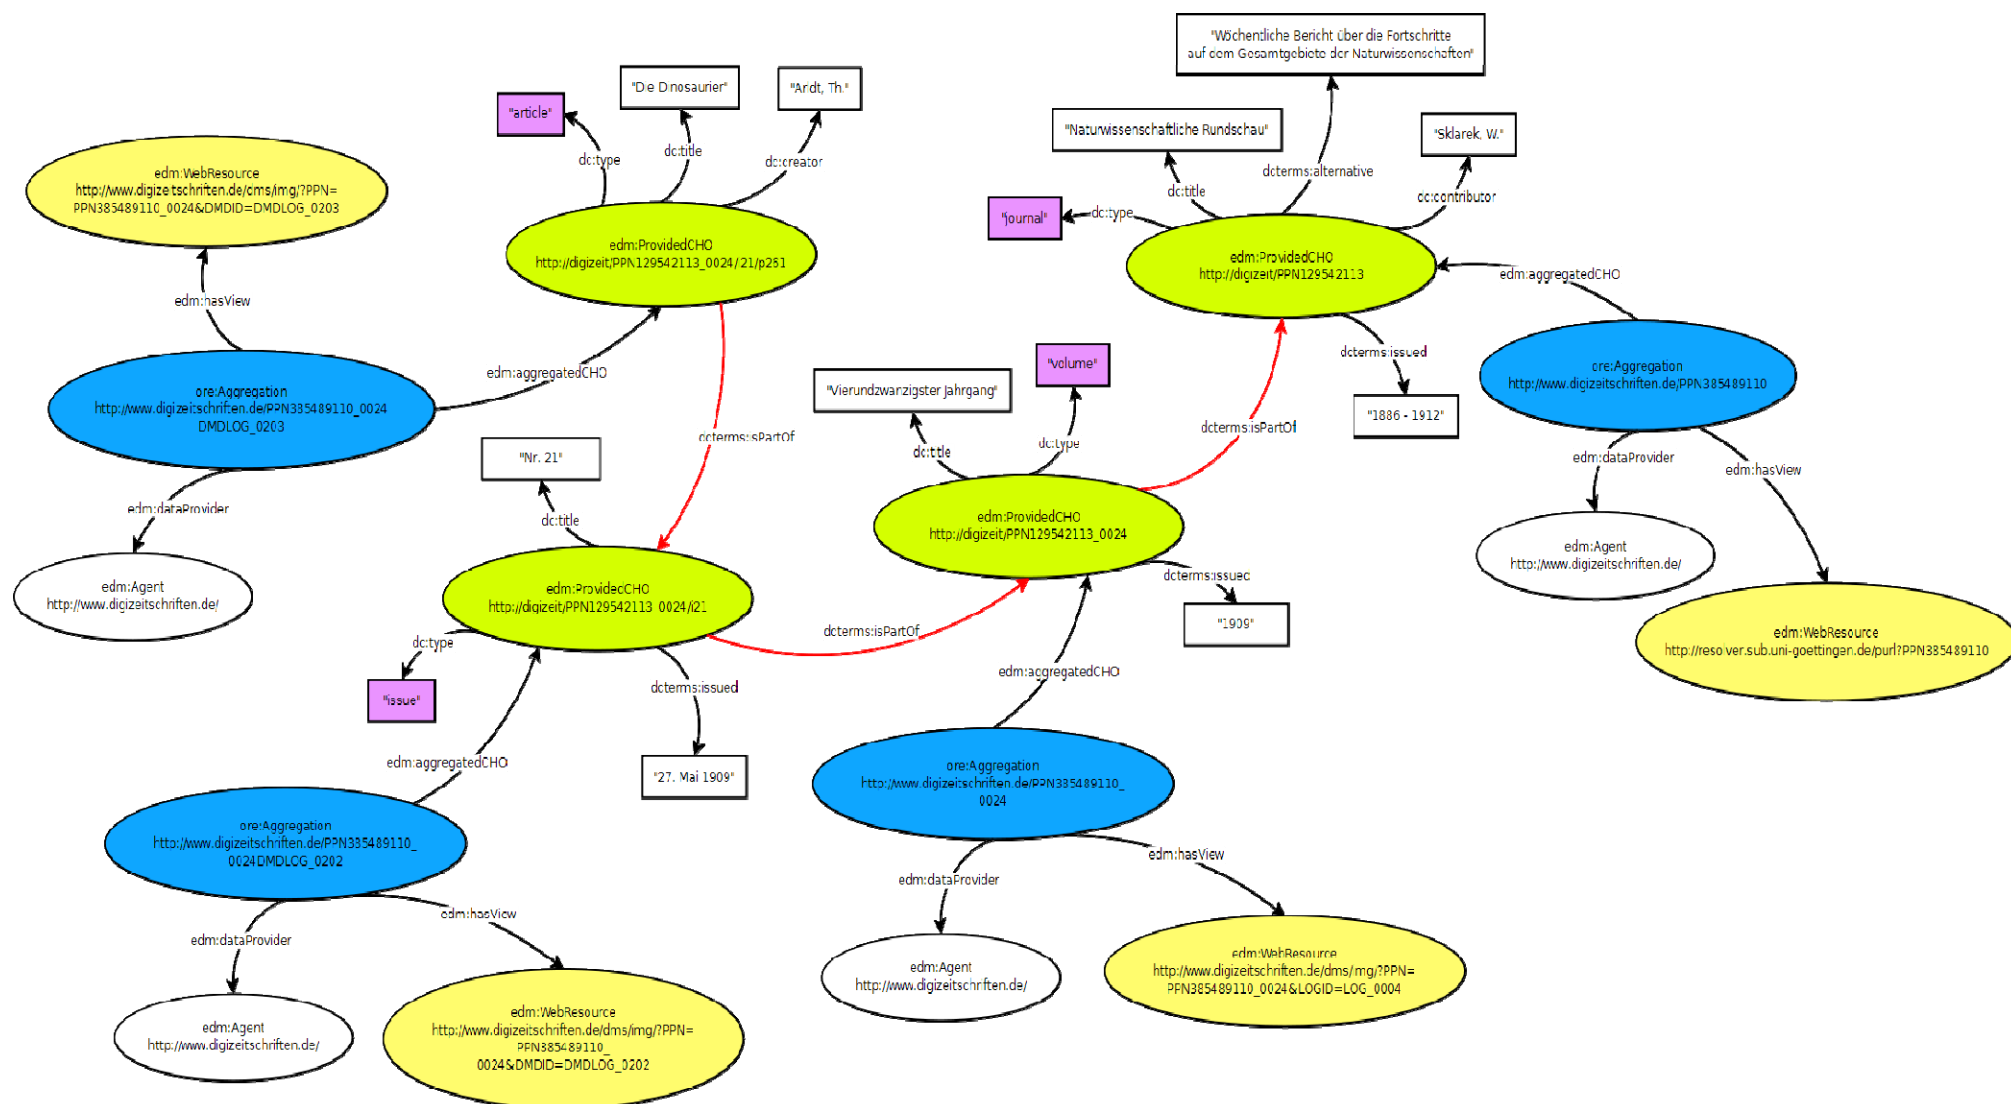 "Wöchentliche Bericht über die Fortschritte
auf dem Gesamtgebiete der Naturwissenschaften"
"Die Dinosaurier"
"Arldt, Th."
"article"
"Naturwissenschaftliche Rundschau"
"Sklarek, W."
dc:type
dc:title
dc:creator
dcterms:alternative
dc:title
dc:contributor
edm:WebResource
http://www.digizeitschriften.de/dms/img/?PPN=
PPN385489110_0024&DMDID=DMDLOG_0203
"journal"
dc:type
edm:ProvidedCHO
http://digizeit/PPN129542113_0024/21/p261
edm:ProvidedCHO
http://digizeit/PPN129542113
edm:aggregatedCHO
edm:hasView
dcterms:issued
"volume"
edm:aggregatedCHO
ore:Aggregation
http://www.digizeitschriften.de/PPN385489110
ore:Aggregation
http://www.digizeitschriften.de/PPN385489110_0024
DMDLOG_0203
"Vierundzwanzigster Jahrgang"
"1886 - 1912"
dcterms:isPartOf
dcterms:isPartOf
dc:title
dc:type
"Nr. 21"
edm:dataProvider
edm:hasView
edm:dataProvider
dc:title
edm:ProvidedCHO
http://digizeit/PPN129542113_0024
edm:Agent
http://www.digizeitschriften.de/
dcterms:issued
edm:Agent
http://www.digizeitschriften.de/
edm:ProvidedCHO
http://digizeit/PPN129542113_0024/i21
"1909"
dcterms:isPartOf
edm:WebResource
http://resolver.sub.uni-goettingen.de/purl?PPN385489110
dc:type
edm:aggregatedCHO
"issue"
dcterms:issued
edm:aggregatedCHO
"27. Mai 1909"
ore:Aggregation
http://www.digizeitschriften.de/PPN385489110_
0024
ore:Aggregation
http://www.digizeitschriften.de/PPN385489110_
0024DMDLOG_0202
edm:hasView
edm:dataProvider
edm:hasView
edm:dataProvider
edm:WebResource
http://www.digizeitschriften.de/dms/img/?PPN=
PPN385489110_0024&LOGID=LOG_0004
edm:Agent
http://www.digizeitschriften.de/
edm:WebResource
http://www.digizeitschriften.de/dms/img/?PPN=
PPN385489110_
0024&DMDID=DMDLOG_0202
edm:Agent
http://www.digizeitschriften.de/